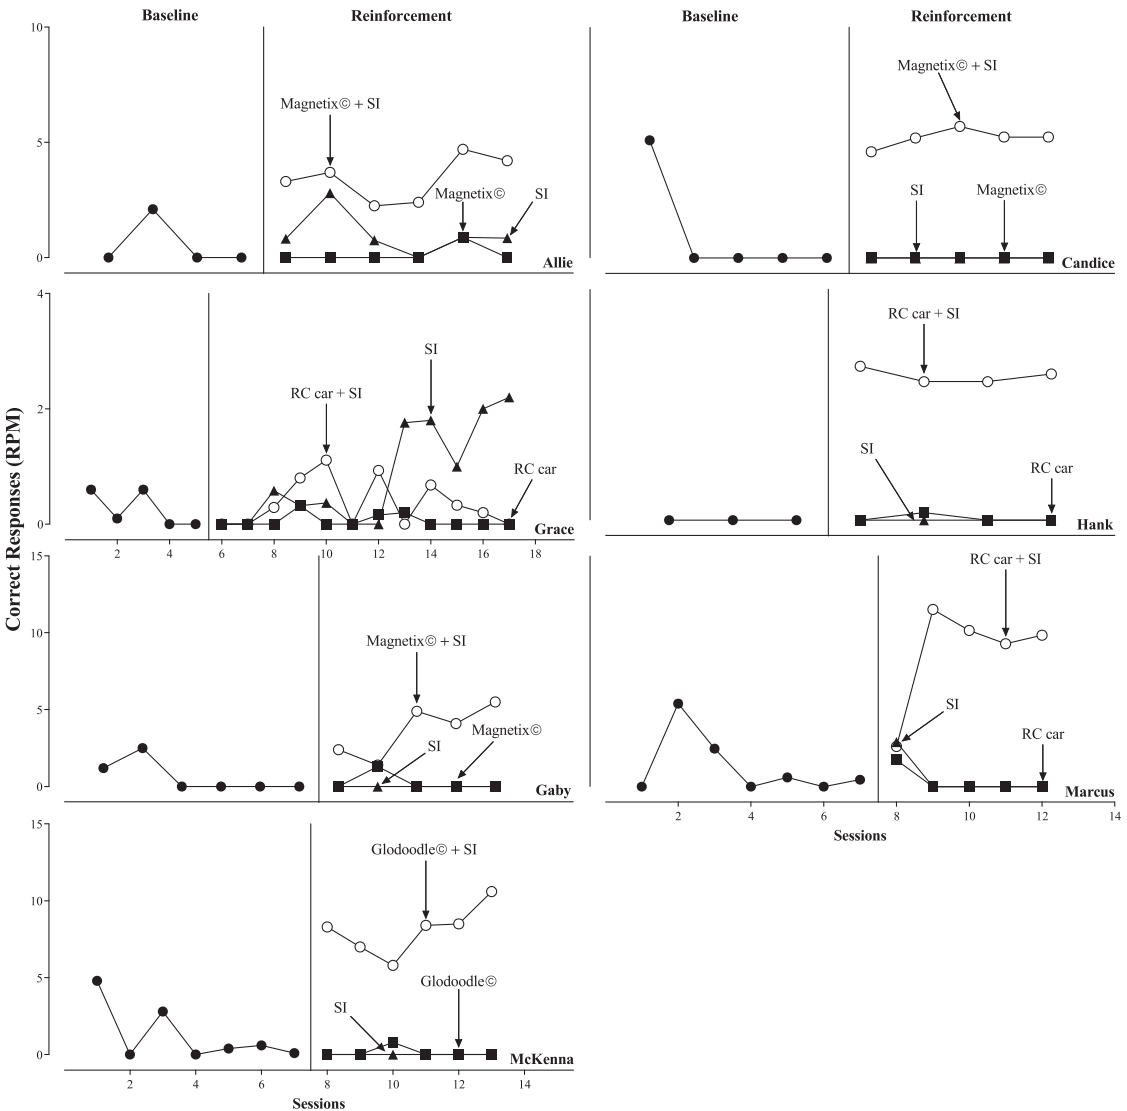 Baseline
Reinforcement
Baseline
Reinforcement
Correct Responses (RPM)
10
5
0
Magnetix© + SI
Magnetix©
SI
Allie
Magnetix© + SI
SI
Magnetix©
Candice
4
2
0
RC car + SI
SI
RC car
Grace
2 4 6 8 10 12 14 16 18
RC car + SI
SI
RC car
Hank
15
10
5
0
Magnetix© + SI
SI
Magnetix©
Gaby
RC car + SI
SI
RC car
Marcus
2 4 6 8 10 12 14
Sessions
15
10
5
0
Glodoodle© + SI
SI
Glodoodle©
McKenna
2 4 6 8 10 12 14
Sessions